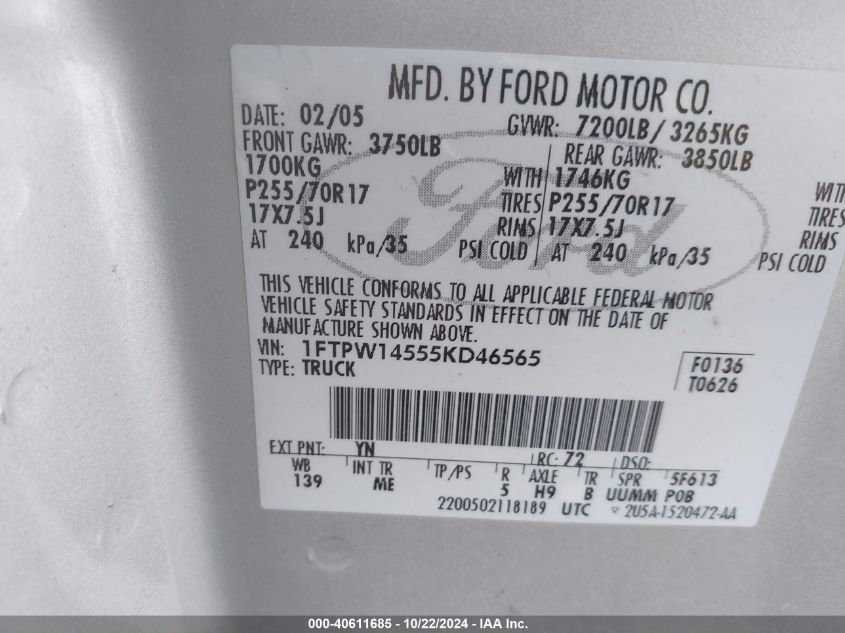 MFD. BY FORD MOTOR CO.
DATE: 02/05 GVWR: 7200LB/ 3265KG
FRONT GAWR: 3750LB REAR GAWR: 3850LB
1700KG WITH 1746KG WITH
P255/70R17 TIRES P255/70R17 TIRES
17X7.5J RIMS 17X7.5J RIMS
AT 240 kPa/35 PSI COLD AT 240 kPa/35 PSI COLD
Ford
THIS VEHICLE CONFORMS TO ALL APPLICABLE FEDERAL MOTOR
VEHICLE SAFETY STANDARDS IN EFFECT ON THE DATE OF
MANUFACTURE SHOWN ABOVE.
VIN: 1FTPW14555KD46565 F0136
TYPE: TRUCK T0626
EXT PNT: YN RC: 72 DSO:
WB INT TR TP/PS R AXLE TR SPR 5F613
139 ME 5 H9 B UUMM POB
2200502118189 UTC ▿ 2U5A-1520472-AA
000-40611685 - 10/22/2024 - IAA Inc.